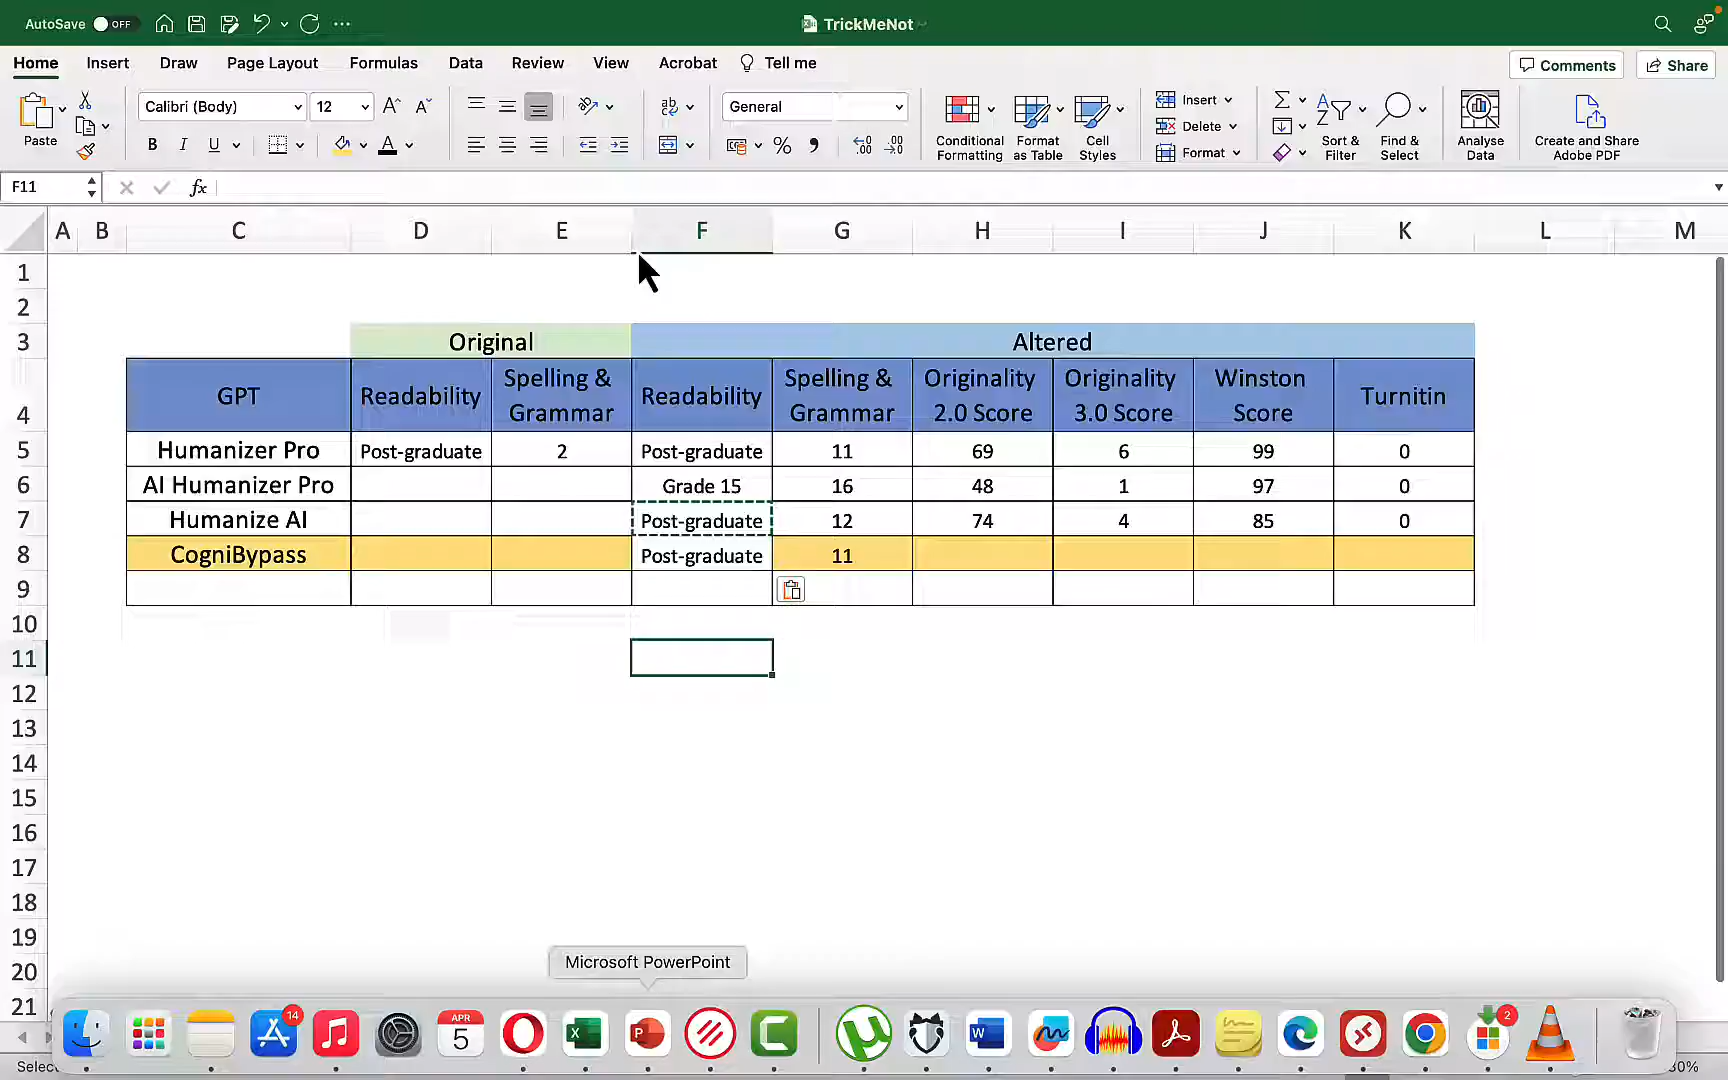 AutoSave OFF TrickMeNot
Home Insert Draw Page Layout Formulas Data Review View Acrobat Tell me Comments Share
Calibri (Body) 12 A^ A˅ ab General Insert
Delete
Paste B I U A % , Conditional Formatting Format as Table Cell Styles Format Sort & Filter Find & Select Analyse Data Create and Share Adobe PDF
F11 fx
A B C D E F G H I J K L M
1
2
3 Original Altered
4 GPT Readability Spelling & Grammar Readability Spelling & Grammar Originality 2.0 Score Originality 3.0 Score Winston Score Turnitin
5 Humanizer Pro Post-graduate 2 Post-graduate 11 69 6 99 0
6 AI Humanizer Pro Grade 15 16 48 1 97 0
7 Humanize AI Post-graduate 12 74 4 85 0
8 CogniBypass Post-graduate 11
9
10
11
12
13
14
15
16
17
18
19
20
21
Microsoft PowerPoint
14 APR 5 2